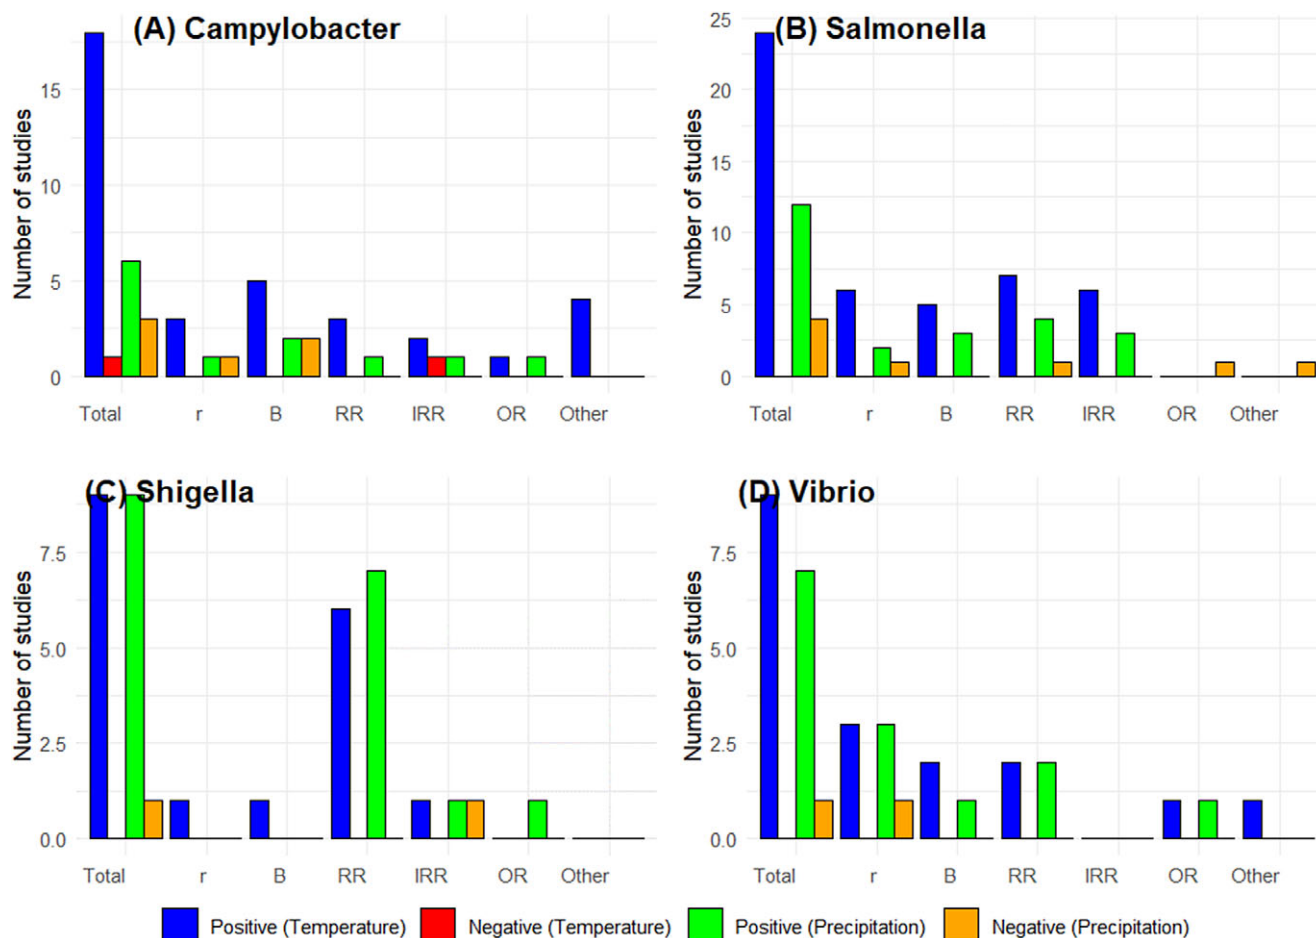 (A) Campylobacter
Number of studies
15
10
5
0
Total r B RR IRR OR Other
(B) Salmonella
Number of studies
25
20
15
10
5
0
Total r B RR IRR OR Other
(C) Shigella
Number of studies
7.5
5.0
2.5
0.0
Total r B RR IRR OR Other
(D) Vibrio
Number of studies
7.5
5.0
2.5
0.0
Total r B RR IRR OR Other
Positive (Temperature) Negative (Temperature) Positive (Precipitation) Negative (Precipitation)